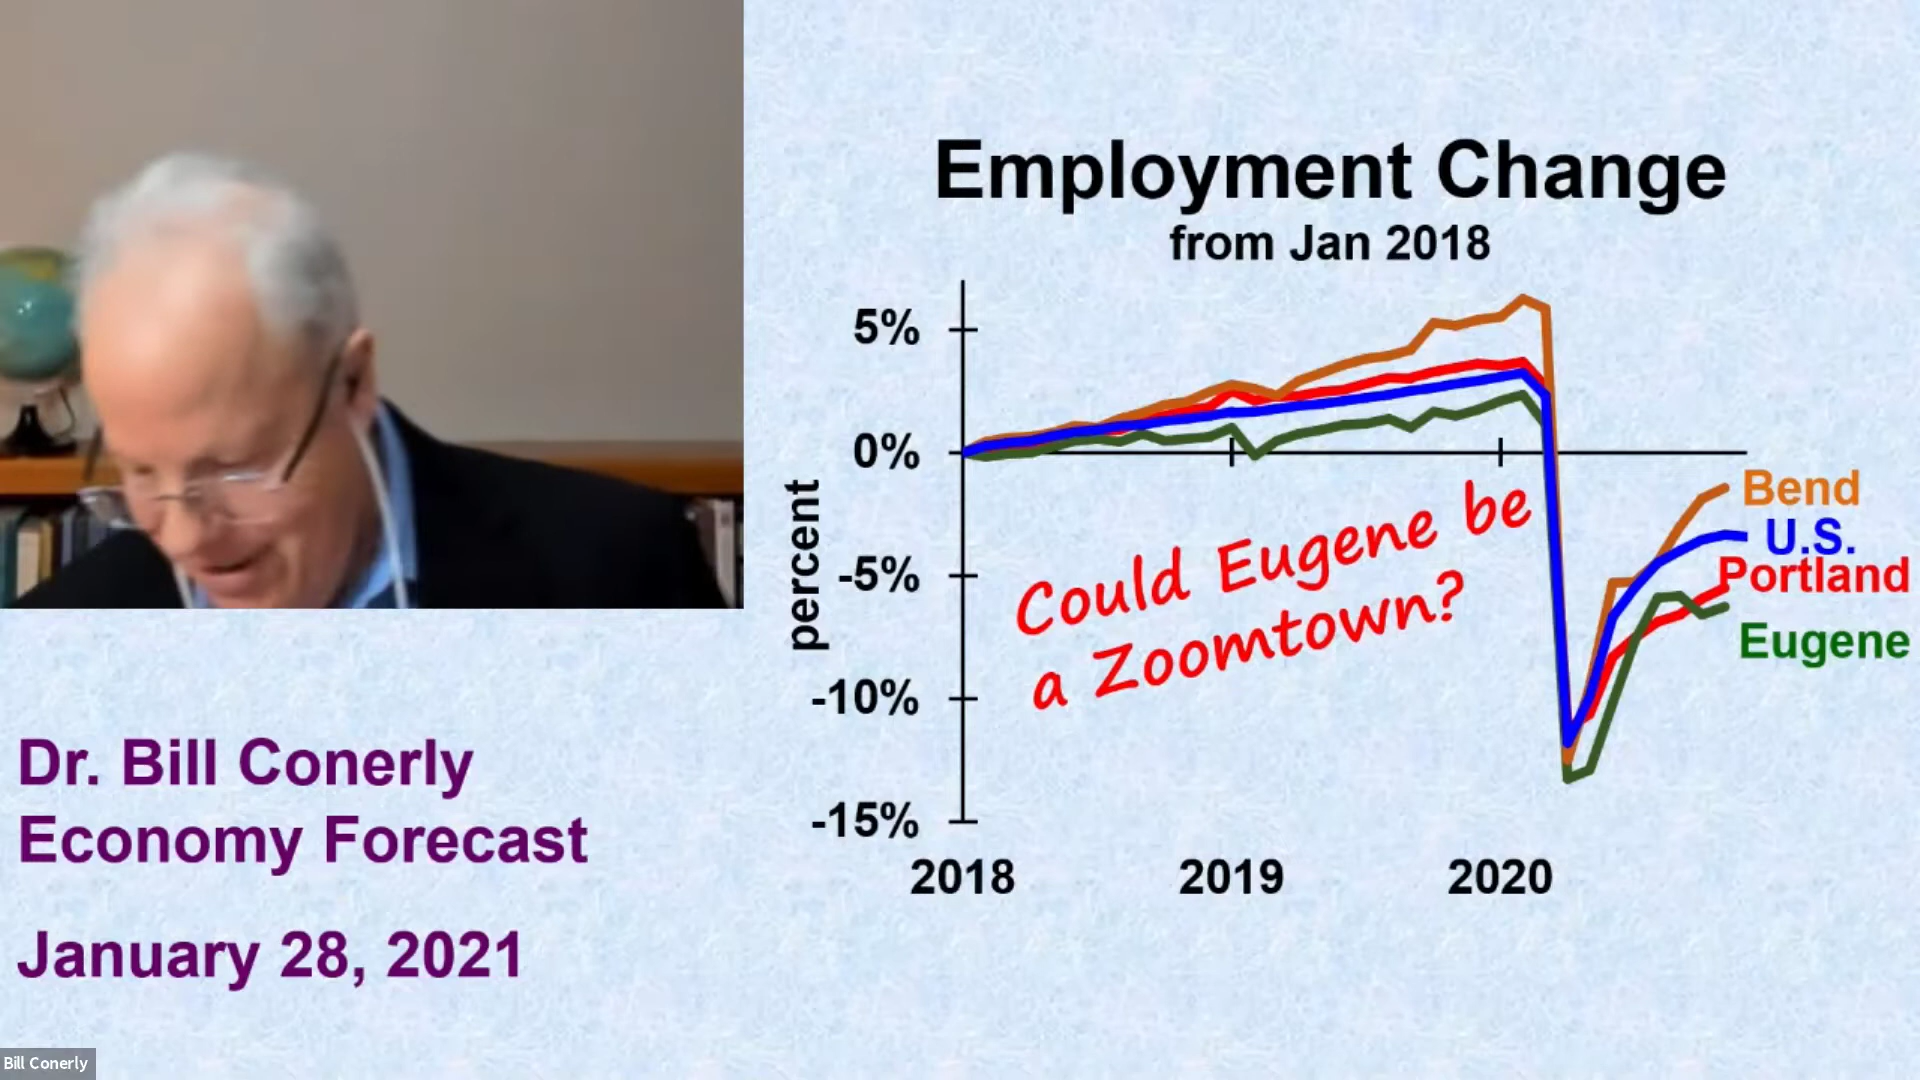 Employment Change
from Jan 2018
5%
0%
-5%
-10%
-15%
percent
2018
2019
2020
Bend
U.S.
Portland
Eugene
Could Eugene be
a Zoomtown?
Dr. Bill Conerly
Economy Forecast
January 28, 2021
Bill Conerly